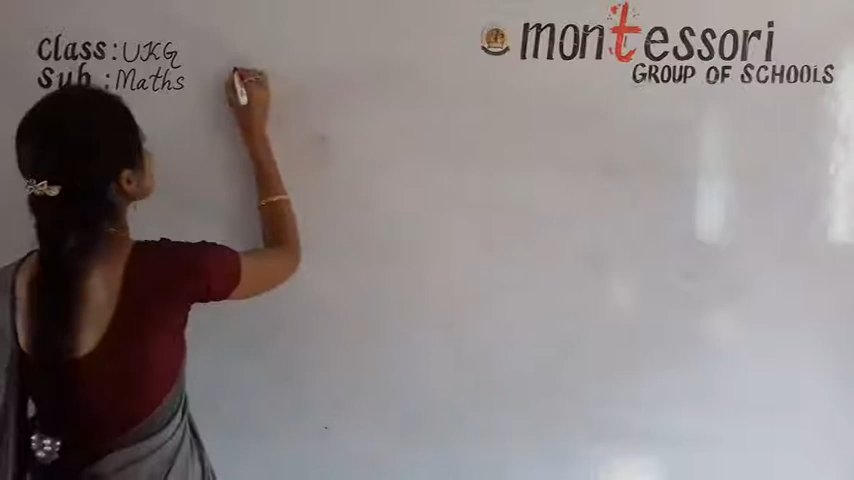 Class: UKG
Sub : Maths
montessori
GROUP OF SCHOOLS